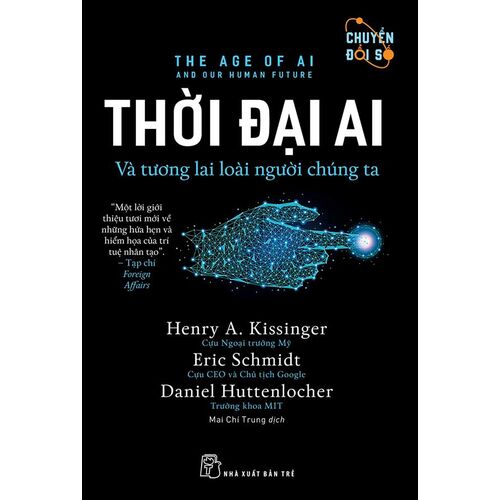 CHUYỂN
ĐỔI SỐ
THE AGE OF AI
AND OUR HUMAN FUTURE
THỜI ĐẠI AI
Và tương lai loài người chúng ta
“Một lời giới
thiệu tươi mới về
những hứa hẹn và
hiểm họa của trí
tuệ nhân tạo”.
– Tạp chí
Foreign
Affairs
Henry A. Kissinger
Cựu Ngoại trưởng Mỹ
Eric Schmidt
Cựu CEO và Chủ tịch Google
Daniel Huttenlocher
Trưởng khoa MIT
Mai Chí Trung dịch
NHÀ XUẤT BẢN TRẺ